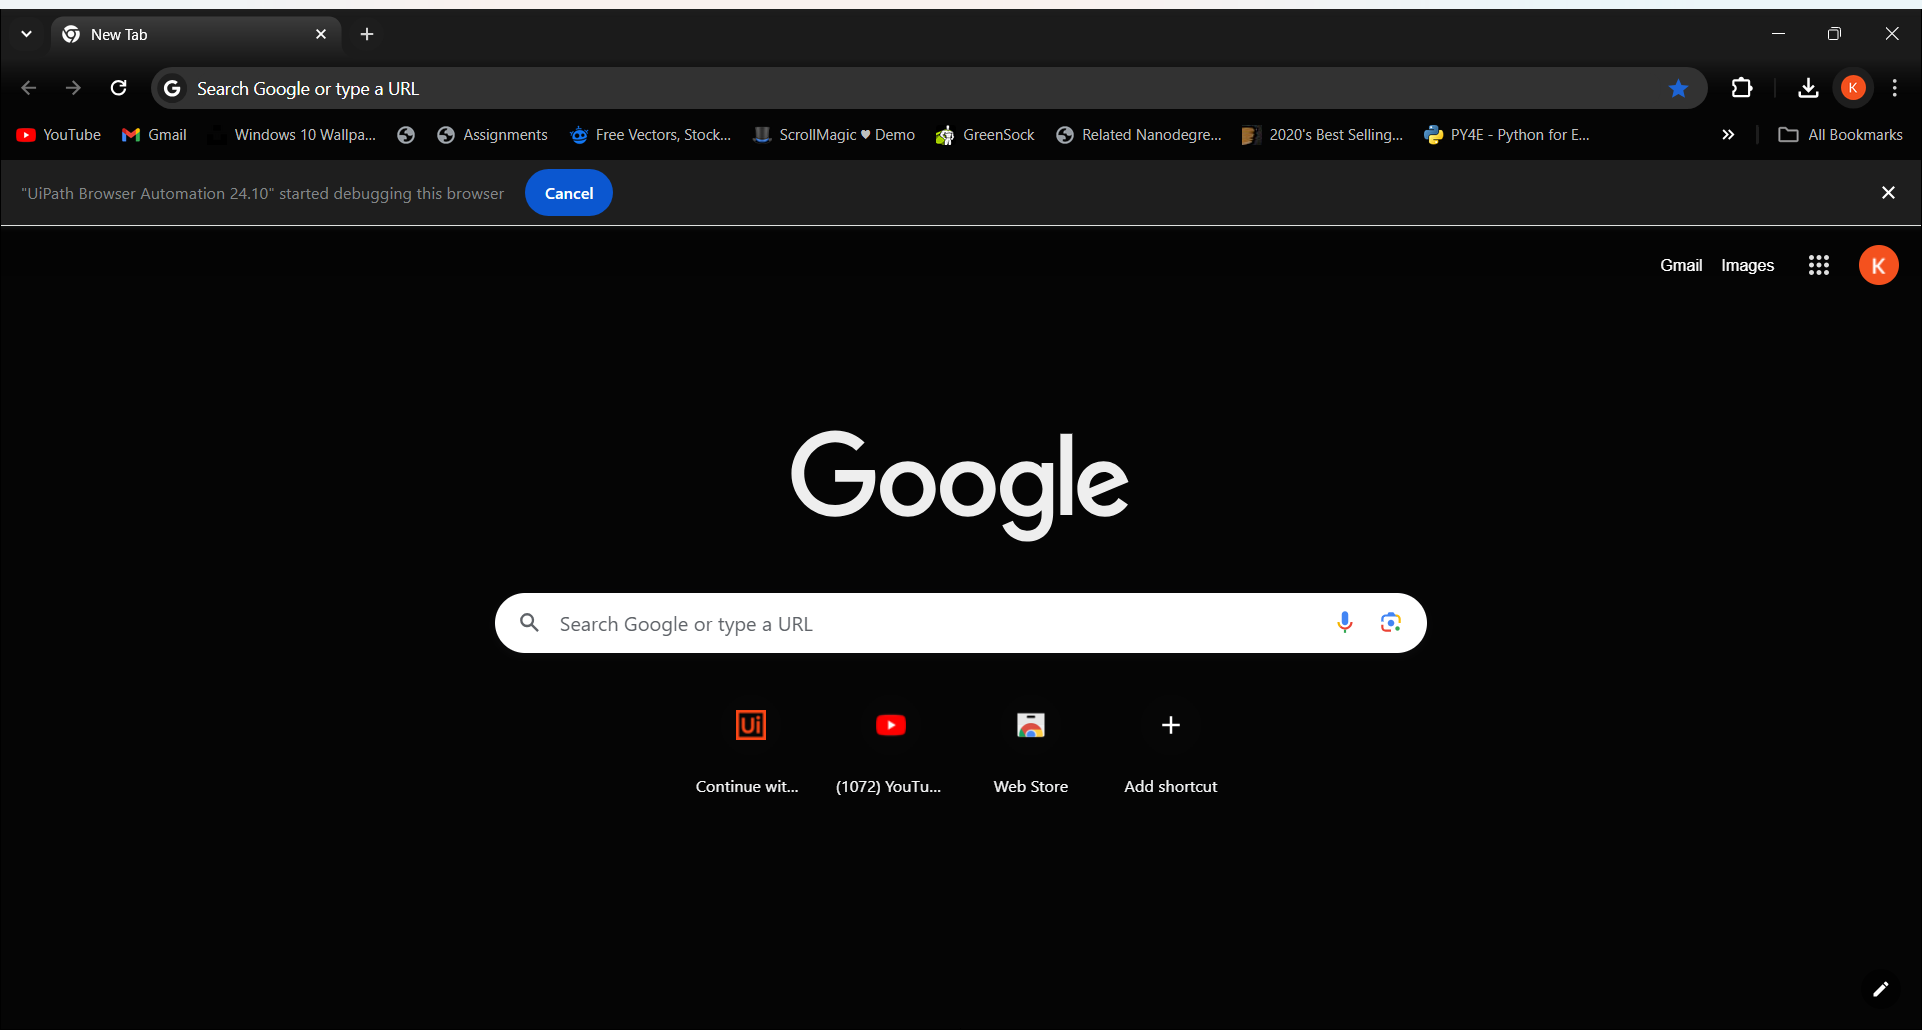 New Tab
Search Google or type a URL
YouTube Gmail Windows 10 Wallpa... Assignments Free Vectors, Stock... ScrollMagic ♥ Demo GreenSock Related Nanodegre... 2020's Best Selling... PY4E - Python for E... All Bookmarks
"UiPath Browser Automation 24.10" started debugging this browser Cancel
Gmail Images K
Google
Search Google or type a URL
Ui
Continue wit... (1072) YouTu... Web Store Add shortcut